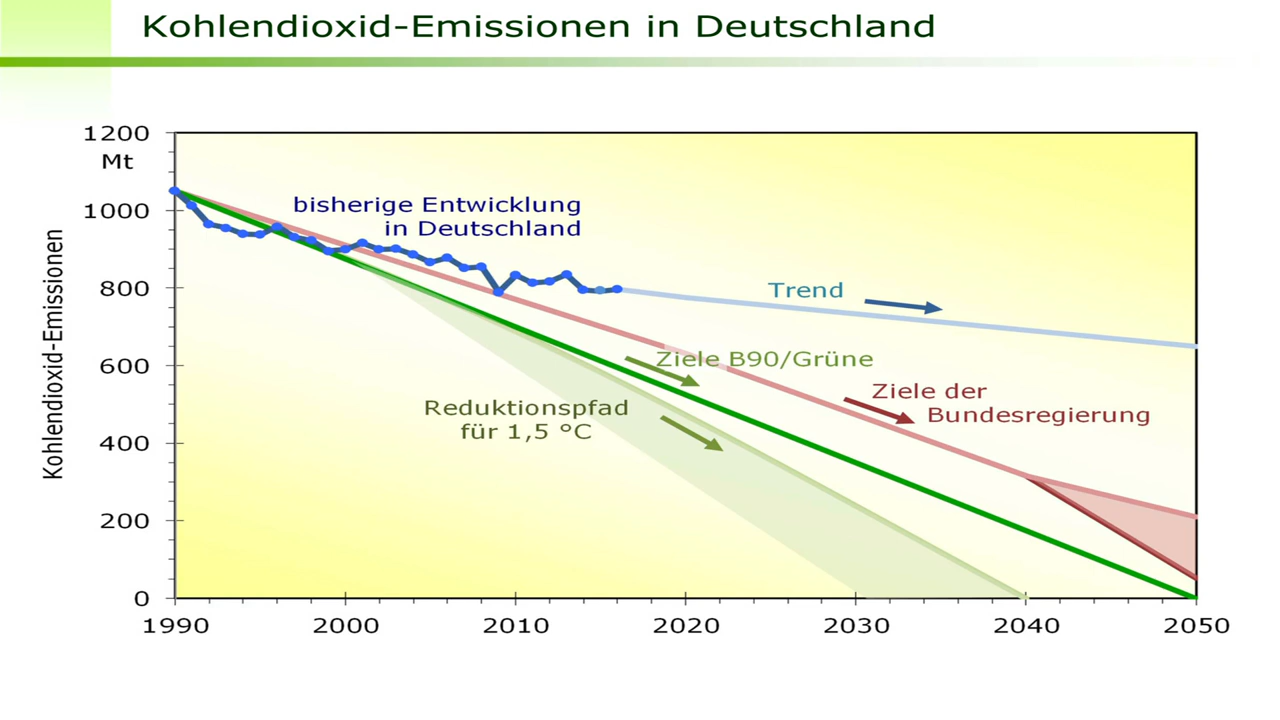 Kohlendioxid-Emissionen in Deutschland
1200
Mt
1000
800
600
400
200
0
Kohlendioxid-Emissionen
bisherige Entwicklung
in Deutschland
Trend
Ziele B90/Grüne
Ziele der
Bundesregierung
Reduktionspfad
für 1,5 °C
1990 2000 2010 2020 2030 2040 2050